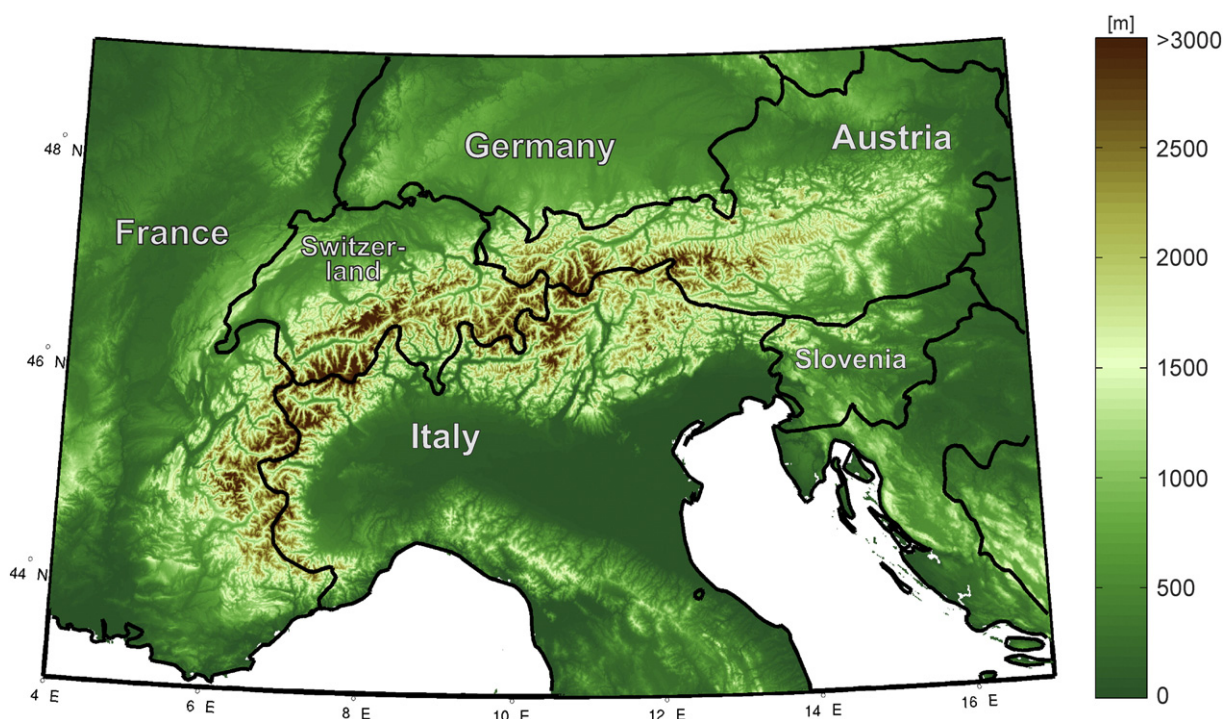 [m]
>3000
2500
2000
1500
1000
500
0
Germany
Austria
France
Switzer-
land
Slovenia
Italy
48 °N
46 °N
44 °N
4 °E
6 °E
8 °E
10 °E
12 °E
14 °E
16 °E